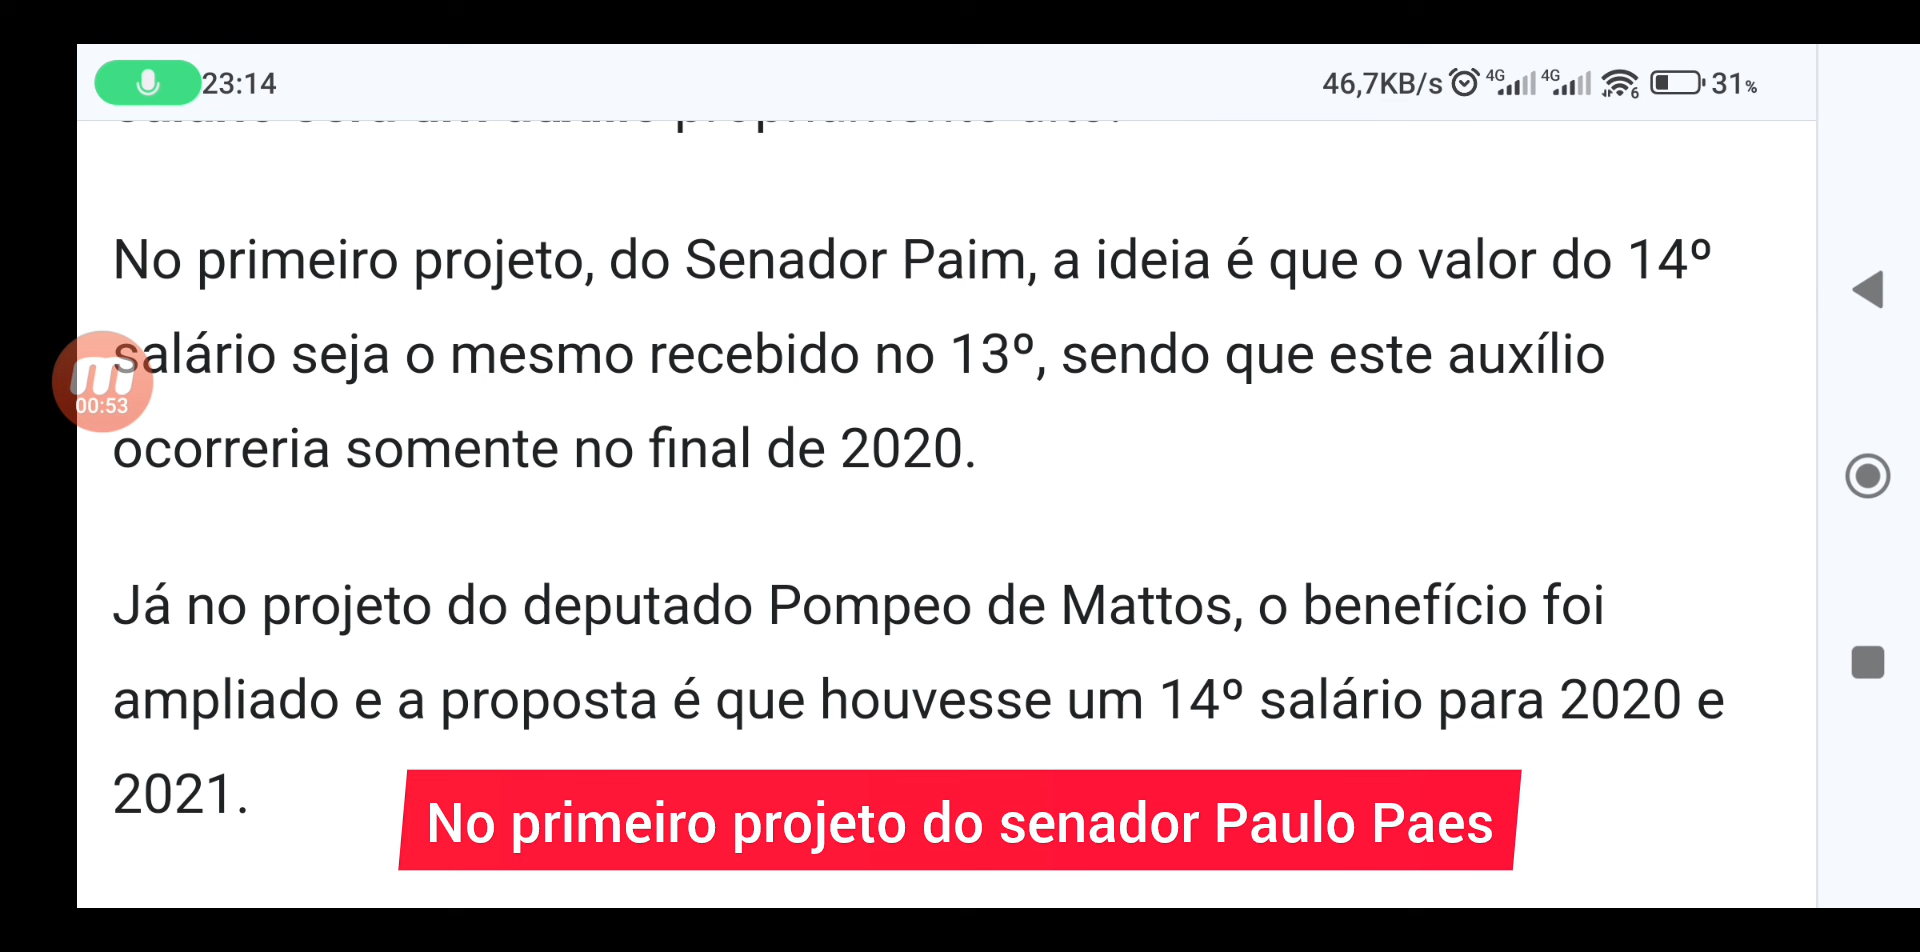 23:14
46,7KB/s 4G 4G 6 31%
No primeiro projeto, do Senador Paim, a ideia é que o valor do 14º
salário seja o mesmo recebido no 13º, sendo que este auxílio
00:53
ocorreria somente no final de 2020.
Já no projeto do deputado Pompeo de Mattos, o benefício foi
ampliado e a proposta é que houvesse um 14º salário para 2020 e
2021.
No primeiro projeto do senador Paulo Paes